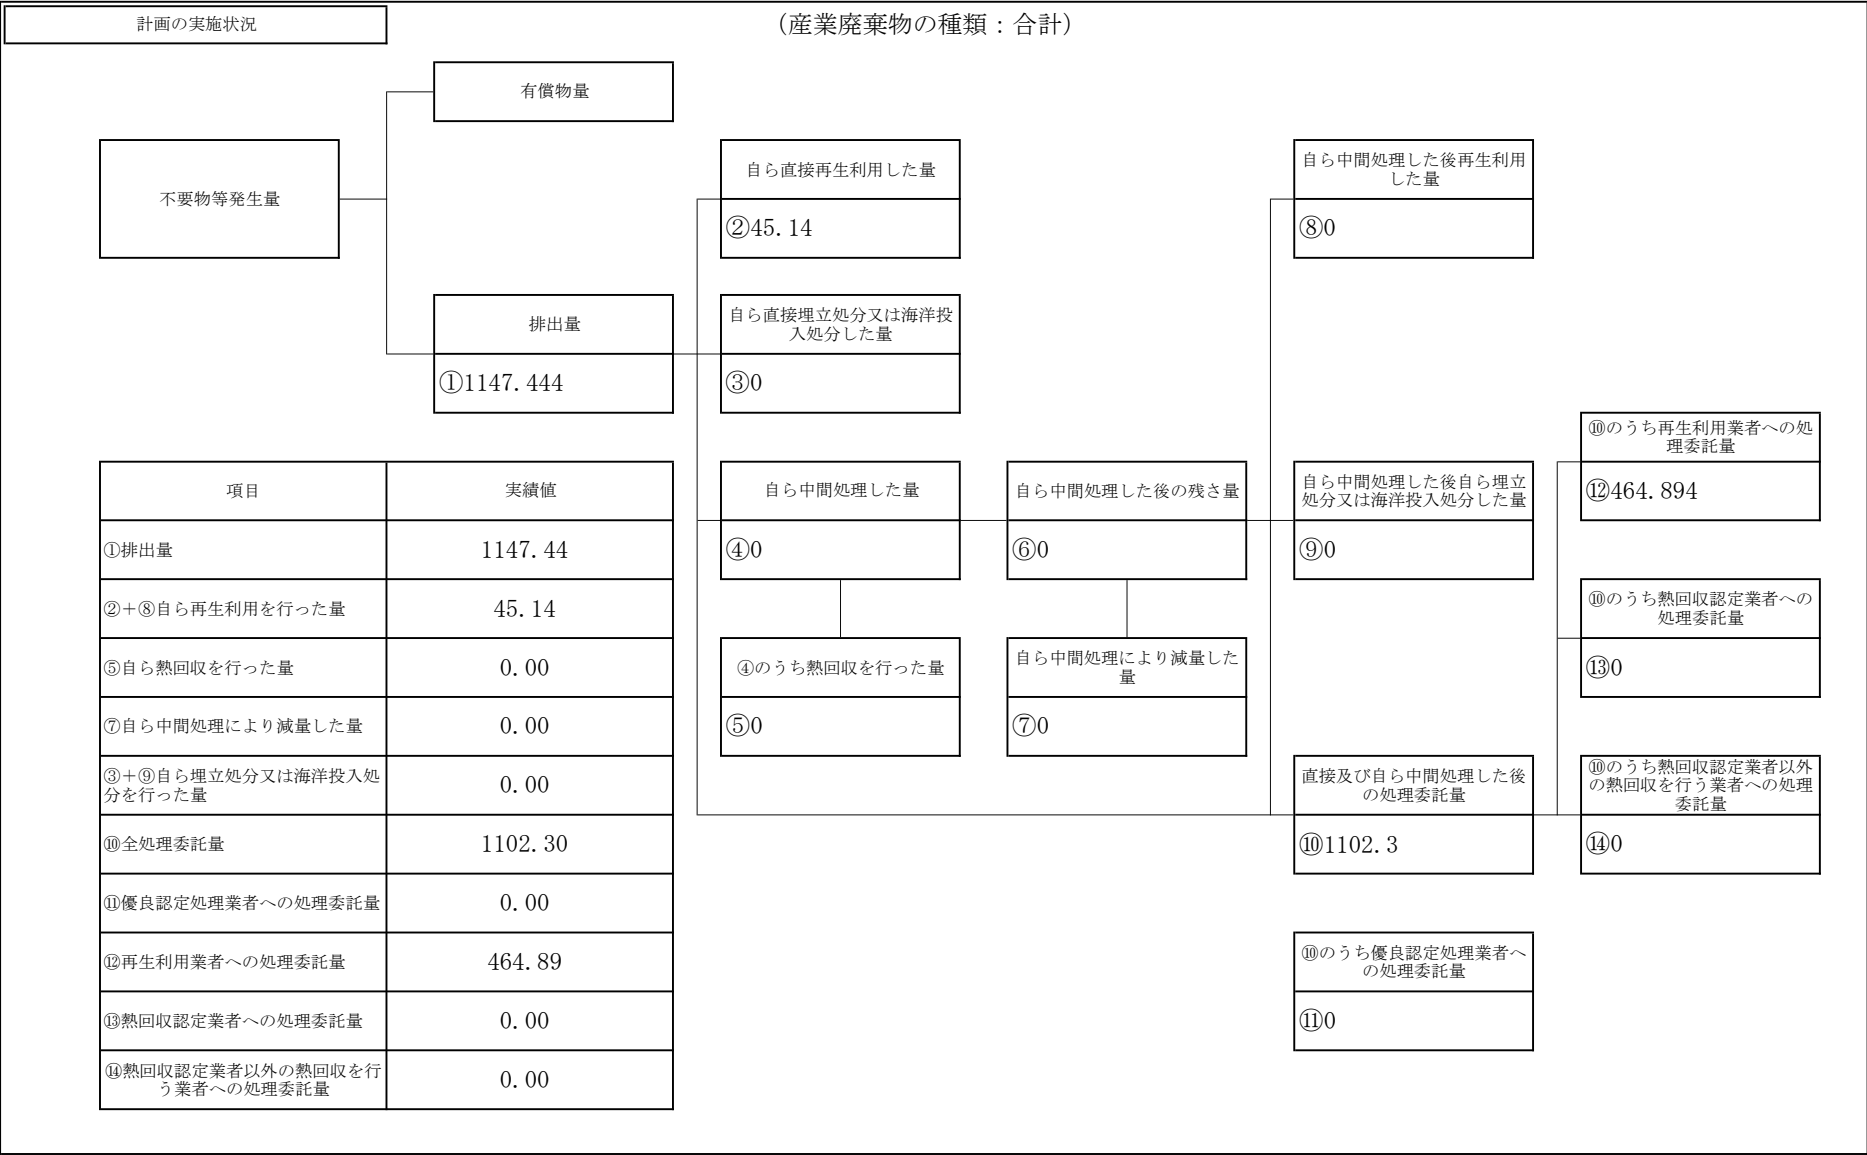 計画の実施状況
（産業廃棄物の種類：合計）
有償物量
不要物等発生量
自ら直接再生利用した量
②45.14
自ら中間処理した後再生利用
した量
⑧0
排出量
①1147.444
自ら直接埋立処分又は海洋投
入処分した量
③0
⑩のうち再生利用業者への処
理委託量
⑫464.894
自ら中間処理した量
④0
自ら中間処理した後の残さ量
⑥0
自ら中間処理した後自ら埋立
処分又は海洋投入処分した量
⑨0
⑩のうち熱回収認定業者への
処理委託量
⑬0
④のうち熱回収を行った量
⑤0
自ら中間処理により減量した
量
⑦0
直接及び自ら中間処理した後
の処理委託量
⑩1102.3
⑩のうち熱回収認定業者以外
の熱回収を行う業者への処理
委託量
⑭0
⑩のうち優良認定処理業者へ
の処理委託量
⑪0
項目 実績値
①排出量 1147.44
②＋⑧自ら再生利用を行った量 45.14
⑤自ら熱回収を行った量 0.00
⑦自ら中間処理により減量した量 0.00
③＋⑨自ら埋立処分又は海洋投入処
分を行った量 0.00
⑩全処理委託量 1102.30
⑪優良認定処理業者への処理委託量 0.00
⑫再生利用業者への処理委託量 464.89
⑬熱回収認定業者への処理委託量 0.00
⑭熱回収認定業者以外の熱回収を行
う業者への処理委託量 0.00